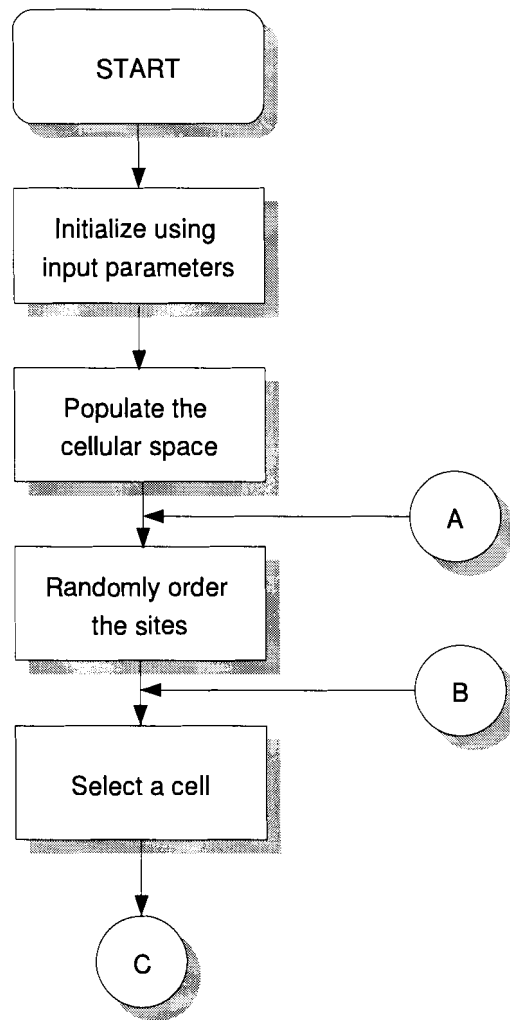 START
Initialize using
input parameters
Populate the
cellular space
A
Randomly order
the sites
B
Select a cell
C